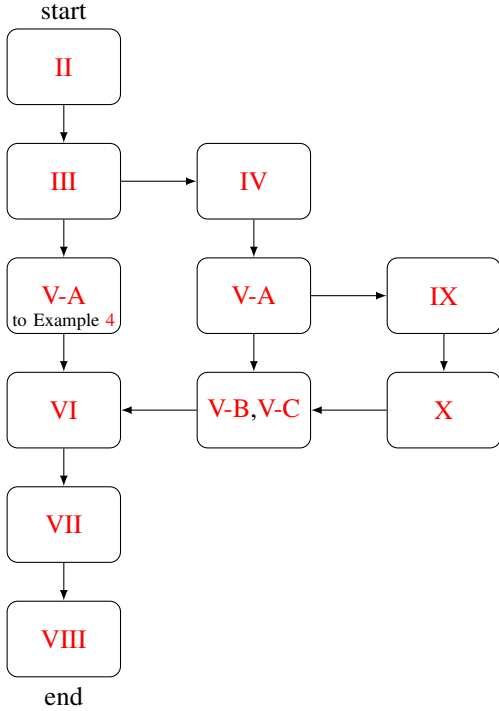 start
II
III
IV
V-A
to Example 4
V-A
IX
VI
V-B,V-C
X
VII
VIII
end